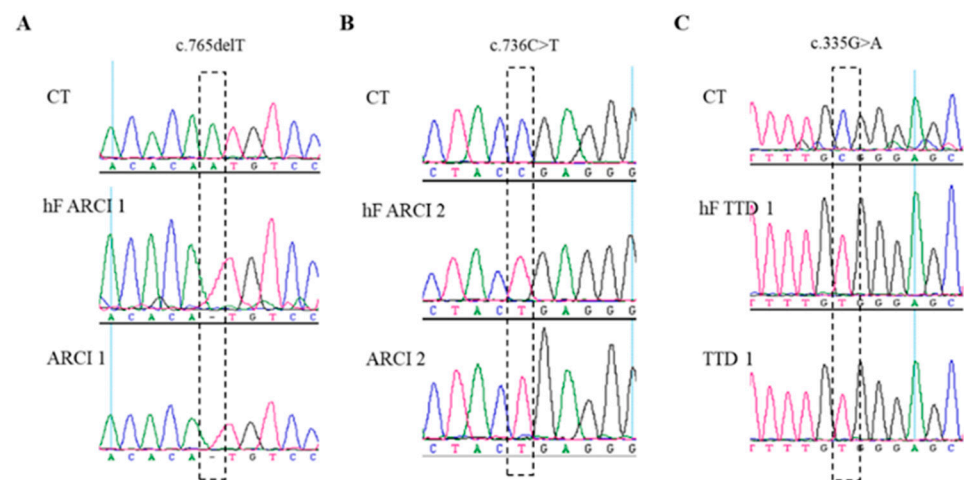 A
c.765delT
CT
A C A C A A T G T C C
hF ARCI 1
A C A C A - T G T C C
ARCI 1
A C A C A - T G T C C
B
c.736C>T
CT
C T A C C G A G G G
hF ARCI 2
C T A C T G A G G G
ARCI 2
C T A C T G A G G G
C
c.335G>A
CT
T T T T G C G G G A G C
hF TTD 1
T T T T G T G G G A G C
TTD 1
T T T T G T G G G A G C